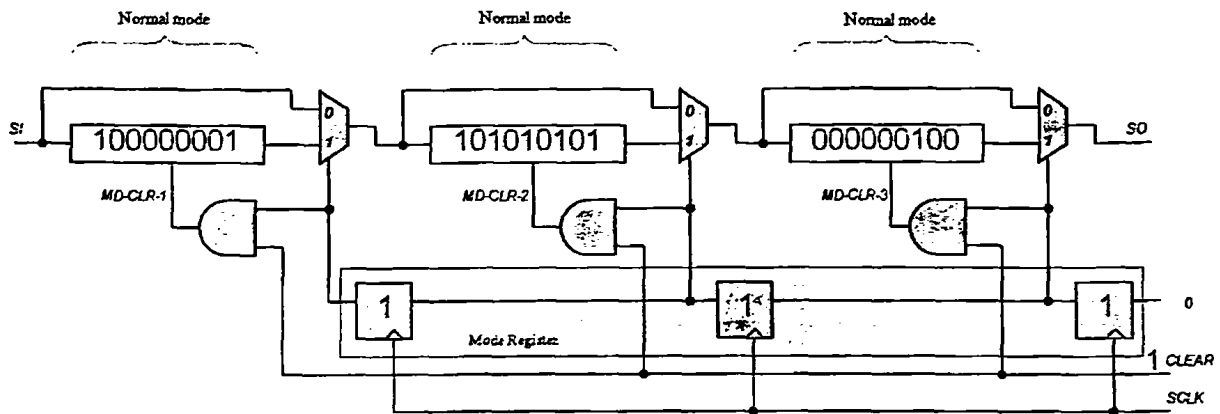 Normal mode
Normal mode
Normal mode
SI
100000001
0
1
101010101
0
1
000000100
0
1
SO
MD-CLR-1
MD-CLR-2
MD-CLR-3
1
1
1
0
Mode Register
1 CLEAR
SCLK